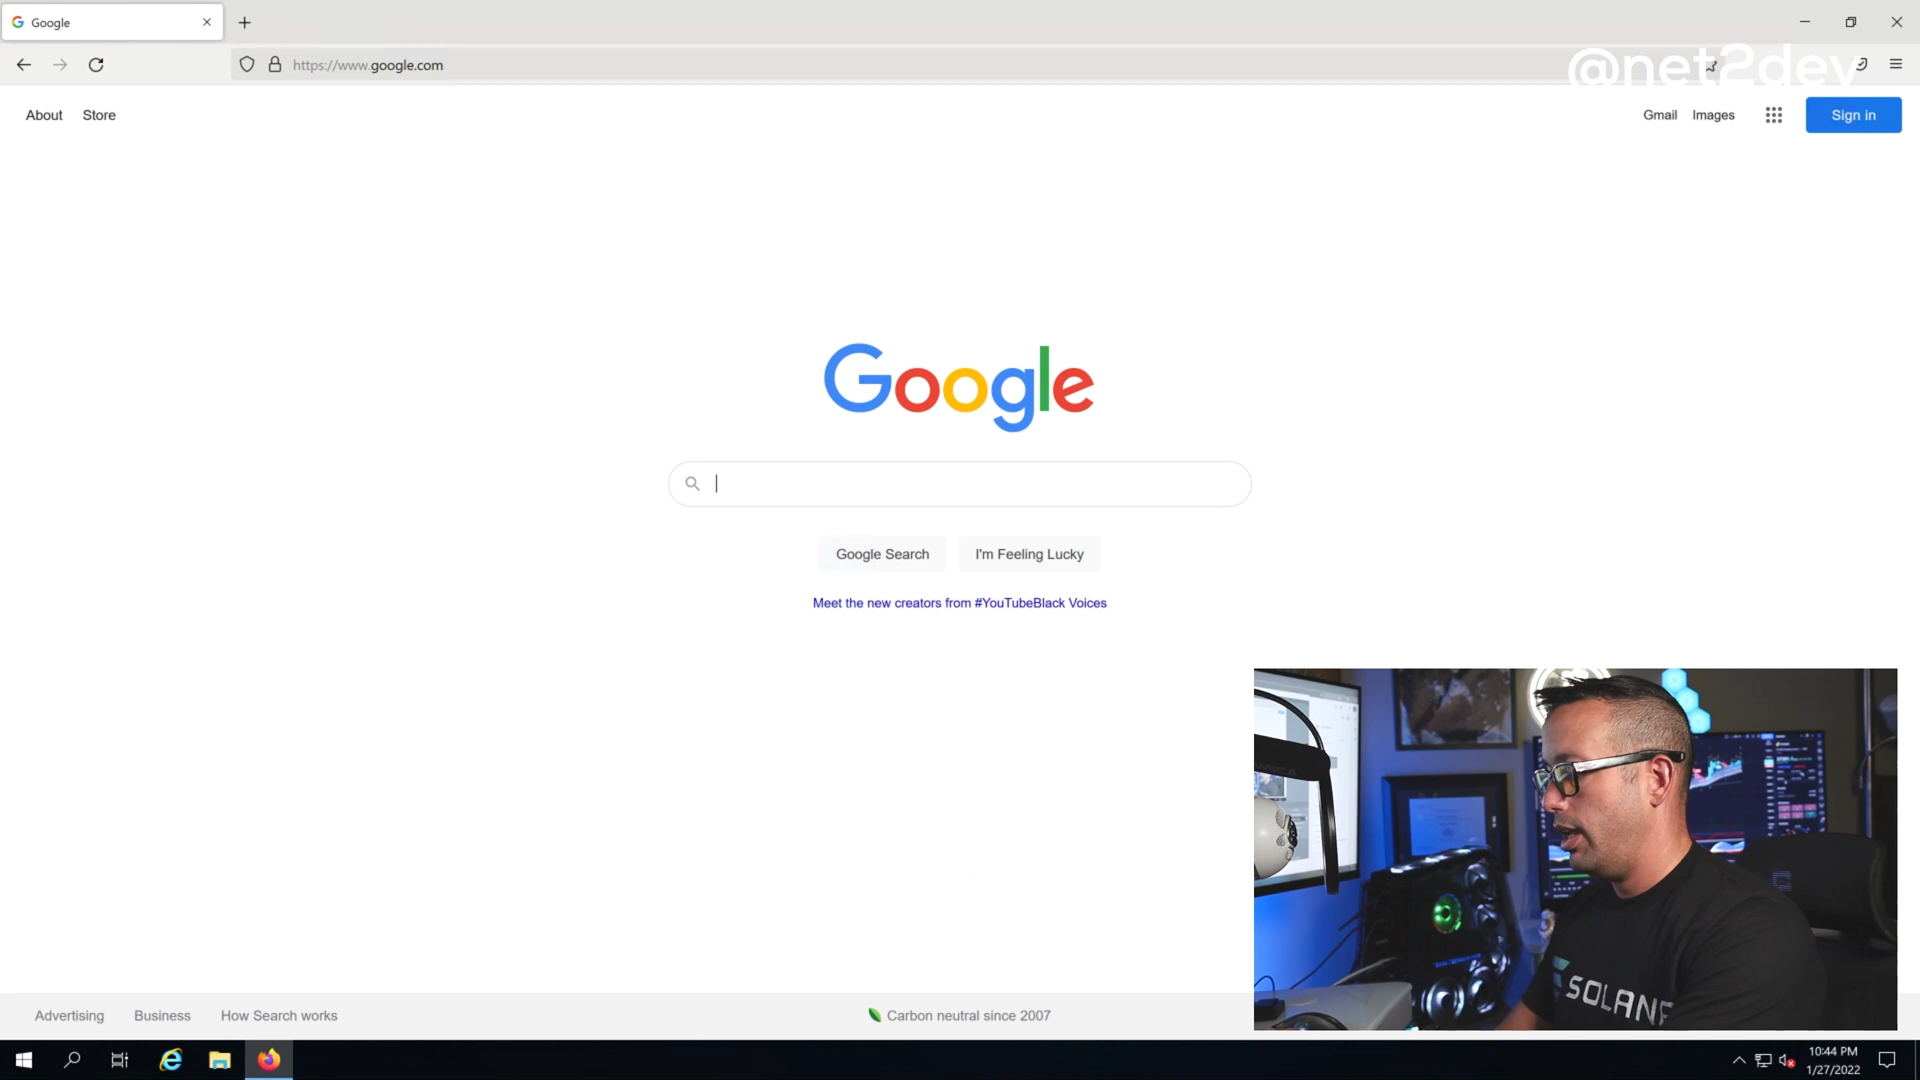 Google
https://www.google.com
@net2dev
About
Store
Gmail
Images
Sign in
Google
Google Search
I'm Feeling Lucky
Meet the new creators from #YouTubeBlack Voices
SOLANA
Advertising
Business
How Search works
Carbon neutral since 2007
10:44 PM
1/27/2022